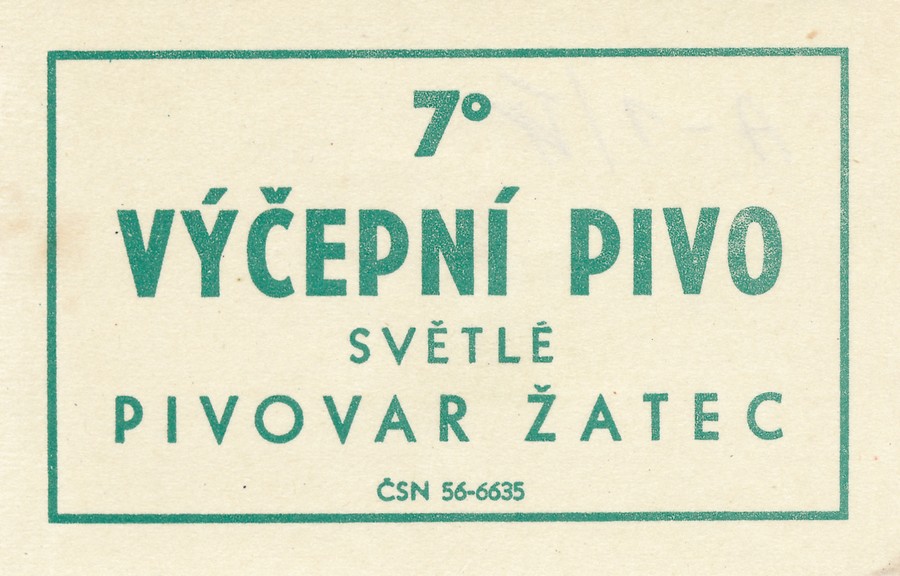 7°
VÝČEPNÍ PIVO
SVĚTLÉ
PIVOVAR ŽATEC
ČSN 56-6635